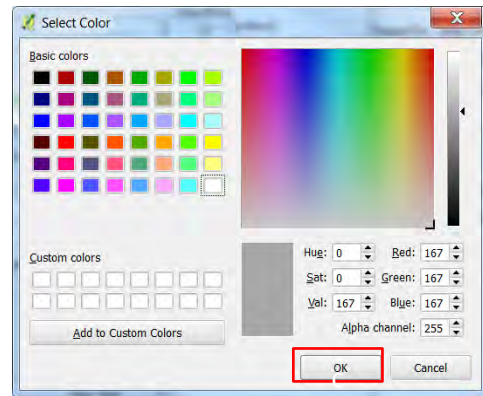 Select Color
Basic colors
Custom colors
Add to Custom Colors
Hue: 0 Red: 167
Sat: 0 Green: 167
Val: 167 Blue: 167
Alpha channel: 255
OK Cancel